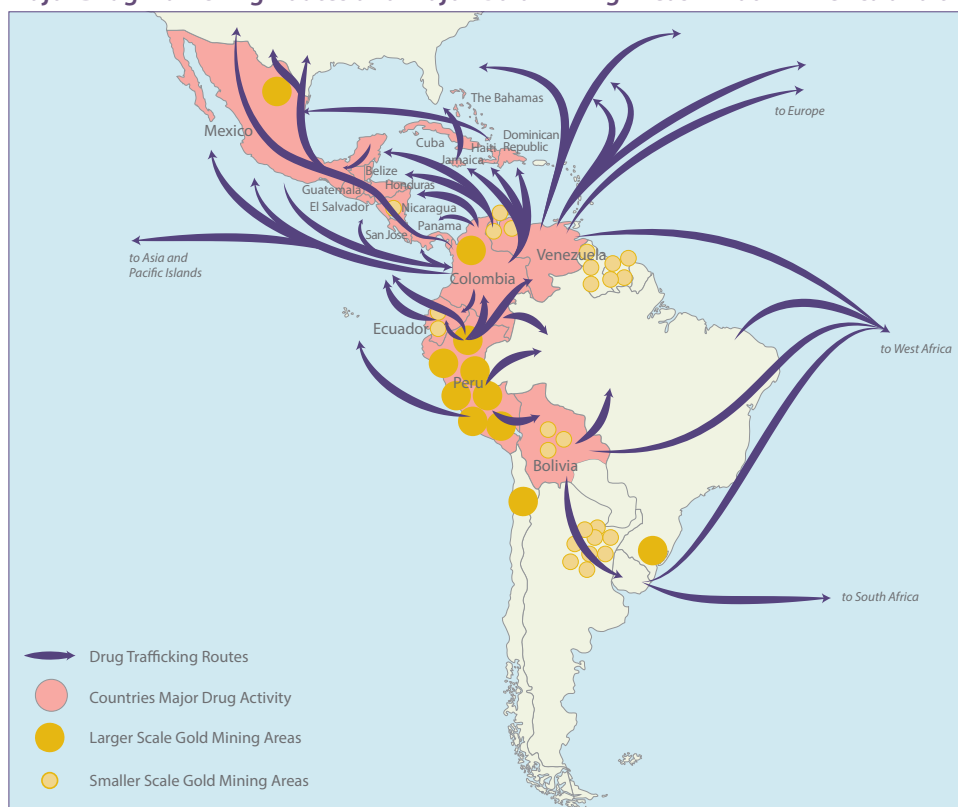 The Bahamas
to Europe
Mexico
Cuba
Haiti
Dominican
Republic
Jamaica
Belize
Guatemala
Honduras
El Salvador
Nicaragua
Panama
San Jose
Venezuela
to Asia and
Pacific Islands
Colombia
Ecuador
to West Africa
Peru
Bolivia
to South Africa
Drug Trafficking Routes
Countries Major Drug Activity
Larger Scale Gold Mining Areas
Smaller Scale Gold Mining Areas